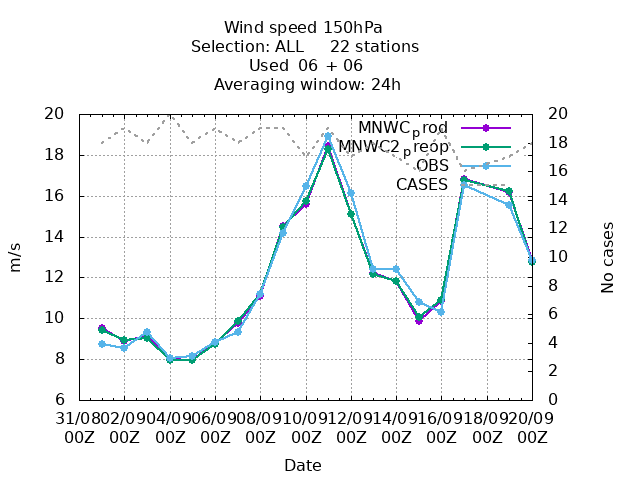 Wind speed 150hPa
Selection: ALL     22 stations
Used  06 + 06
Averaging window: 24h
20 20
18 18
16 16
14 14
12 12
10 10
8 8
6 6
4
2
0
m/s
No cases
MNWCprod
MNWC2preop
OBS
CASES
31/08 02/09 04/09 06/09 08/09 10/09 12/09 14/09 16/09 18/09 20/09
00Z 00Z 00Z 00Z 00Z 00Z 00Z 00Z 00Z 00Z 00Z
Date